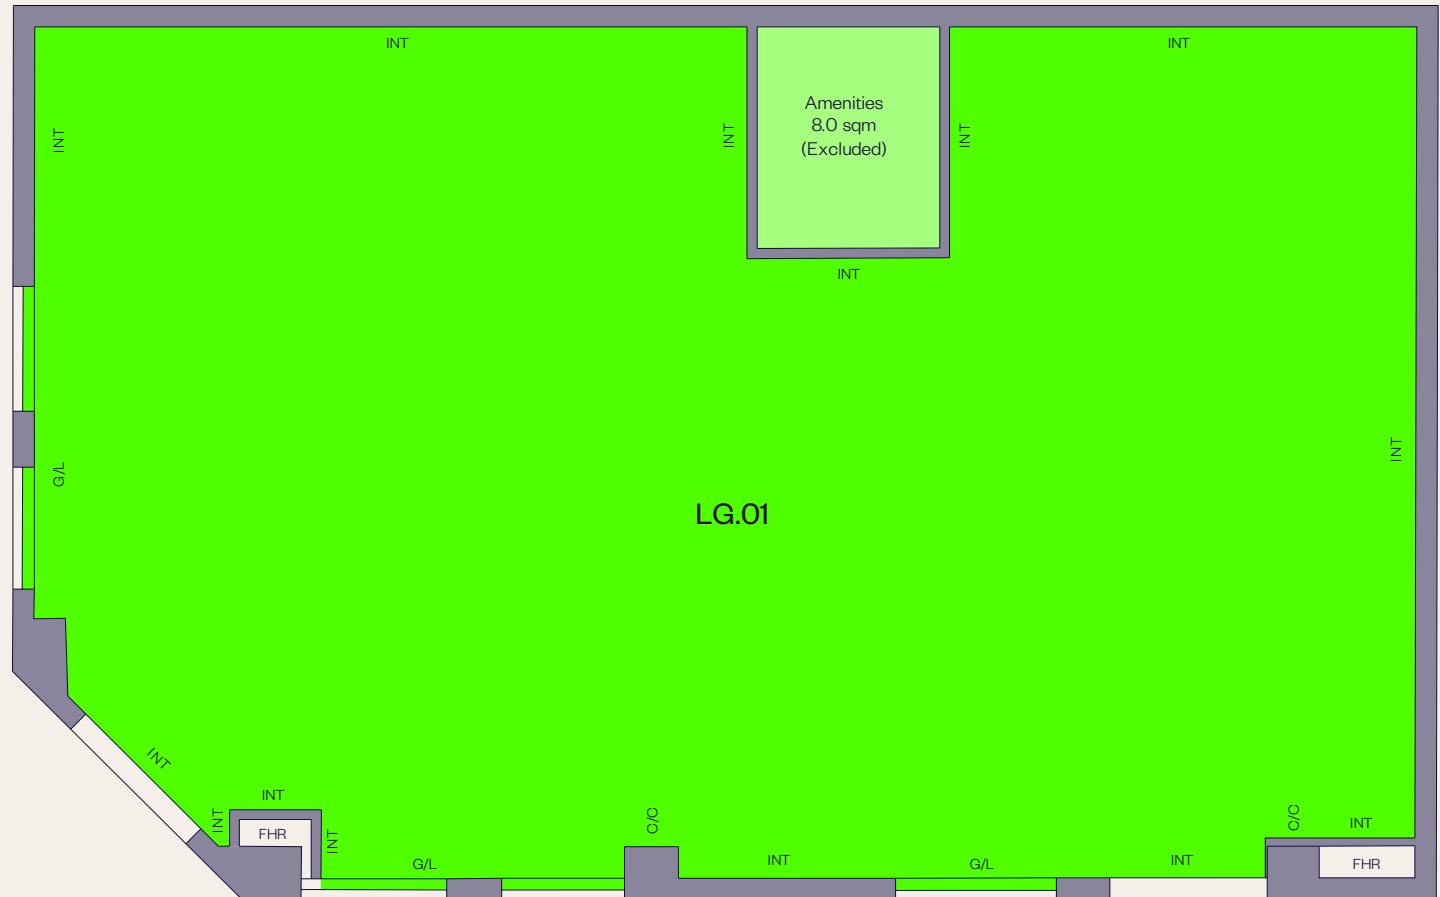 INT
INT
INT
INT
INT
Amenities
8.0 sqm
(Excluded)
INT
INT
INT
G/L
LG.01
INT
INT
INT
FHR
INT
G/L
C/C
INT
G/L
INT
C/C
INT
FHR